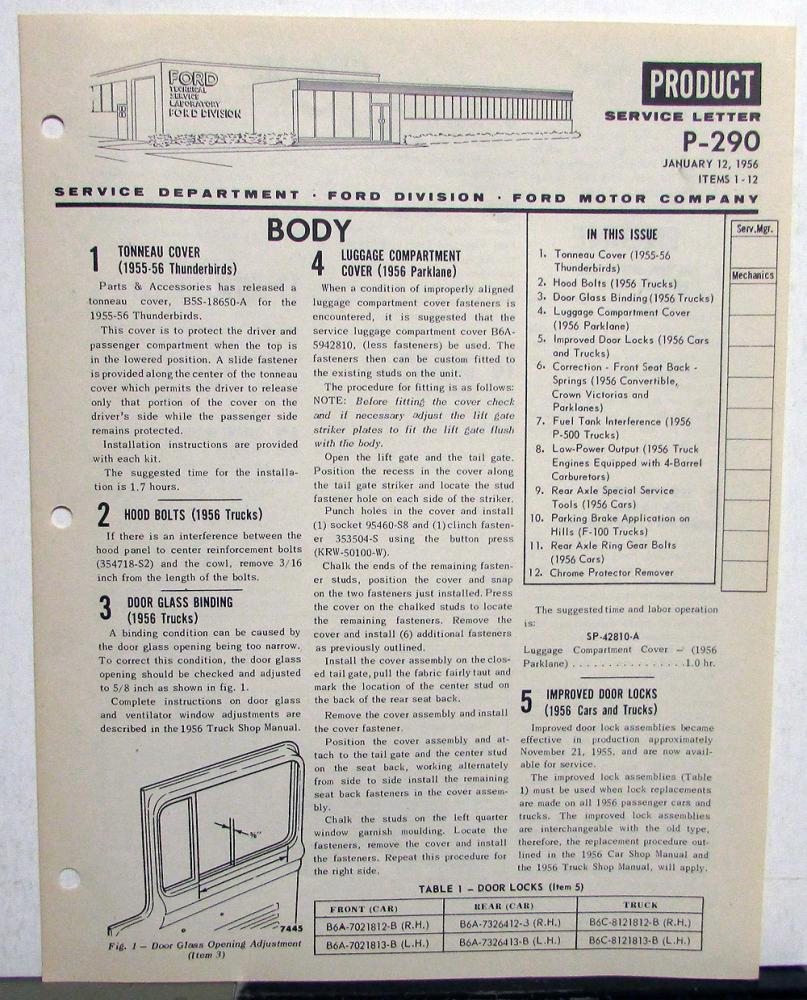 FORD
TECHNICAL
SERVICE
LABORATORY
FORD DIVISION
PRODUCT
SERVICE LETTER
P-290
JANUARY 12, 1956
ITEMS 1-12
SERVICE DEPARTMENT · FORD DIVISION · FORD MOTOR COMPANY
BODY
1 TONNEAU COVER
(1955-56 Thunderbirds)
Parts & Accessories has released a
tonneau cover, B5S-18650-A for the
1955-56 Thunderbirds.
This cover is to protect the driver and
passenger compartment when the top is
in the lowered position. A slide fastener
is provided along the center of the tonneau
cover which permits the driver to release
only that portion of the cover on the
driver's side while the passenger side
remains protected.
Installation instructions are provided
with each kit.
The suggested time for the installa-
tion is 1.7 hours.
2 HOOD BOLTS (1956 Trucks)
If there is an interference between the
hood panel to center reinforcement bolts
(354718-S2) and the cowl, remove 3/16
inch from the length of the bolts.
3 DOOR GLASS BINDING
(1956 Trucks)
A binding condition can be caused by
the door glass opening being too narrow.
To correct this condition, the door glass
opening should be checked and adjusted
to 5/8 inch as shown in fig. 1.
Complete instructions on door glass
and ventilator window adjustments are
described in the 1956 Truck Shop Manual.
5/8"
7445
Fig. 1 — Door Glass Opening Adjustment
(Item 3)
4 LUGGAGE COMPARTMENT
COVER (1956 Parklane)
When a condition of improperly aligned
luggage compartment cover fasteners is
encountered, it is suggested that the
service luggage compartment cover B6A-
5942810, (less fasteners) be used. The
fasteners then can be custom fitted to
the existing studs on the unit.
The procedure for fitting is as follows:
NOTE: Before fitting the cover check
and if necessary adjust the lift gate
striker plates to fit the lift gate flush
with the body.
Open the lift gate and the tail gate.
Position the recess in the cover along
the tail gate striker and locate the stud
fastener hole on each side of the striker.
Punch holes in the cover and install
(1) socket 95460-S8 and (1) clinch fasten-
er 353504-S using the button press
(KRW-50100-W).
Chalk the ends of the remaining fasten-
er studs, position the cover and snap
on the two fasteners just installed. Press
the cover on the chalked studs to locate
the remaining fasteners. Remove the
cover and install (6) additional fasteners
as previously outlined.
Install the cover assembly on the clos-
ed tail gate, pull the fabric fairly taut and
mark the location of the center stud on
the back of the rear seat back.
Remove the cover assembly and install
the cover fastener.
Position the cover assembly and at-
tach to the tail gate and the center stud
on the seat back, working alternately
from side to side install the remaining
seat back fasteners in the cover assem-
bly.
Chalk the studs on the left quarter
window garnish moulding. Locate the
fasteners, remove the cover and install
the fasteners. Repeat this procedure for
the right side.
IN THIS ISSUE
1. Tonneau Cover (1955-56
Thunderbirds)
2. Hood Bolts (1956 Trucks)
3. Door Glass Binding (1956 Trucks)
4. Luggage Compartment Cover
(1956 Parklane)
5. Improved Door Locks (1956 Cars
and Trucks)
6. Correction - Front Seat Back -
Springs (1956 Convertible,
Crown Victorias and
Parklanes)
7. Fuel Tank Interference (1956
P-500 Trucks)
8. Low-Power Output (1956 Truck
Engines Equipped with 4-Barrel
Carburetors)
9. Rear Axle Special Service
Tools (1956 Cars)
10. Parking Brake Application on
Hills (F-100 Trucks)
11. Rear Axle Ring Gear Bolts
(1956 Cars)
12. Chrome Protector Remover
Serv. Mgr.
Mechanics
The suggested time and labor operation
is:
SP-42810-A
Luggage Compartment Cover — (1956
Parklane) . . . . . . . . . . . . . . . 1.0 hr.
5 IMPROVED DOOR LOCKS
(1956 Cars and Trucks)
Improved door lock assemblies became
effective in production approximately
November 21, 1955, and are now avail-
able for service.
The improved lock assemblies (Table
1) must be used when lock replacements
are made on all 1956 passenger cars and
trucks. The improved lock assemblies
are interchangeable with the old type,
therefore, the replacement procedure out-
lined in the 1956 Car Shop Manual and
the 1956 Truck Shop Manual, will apply.
TABLE 1 — DOOR LOCKS (Item 5)
FRONT (CAR) REAR (CAR) TRUCK
B6A-7021812-B (R.H.) B6A-7326412-3 (R.H.) B6C-8121812-B (R.H.)
B6A-7021813-B (L.H.) B6A-7326413-B (L.H.) B6C-8121813-B (L.H.)